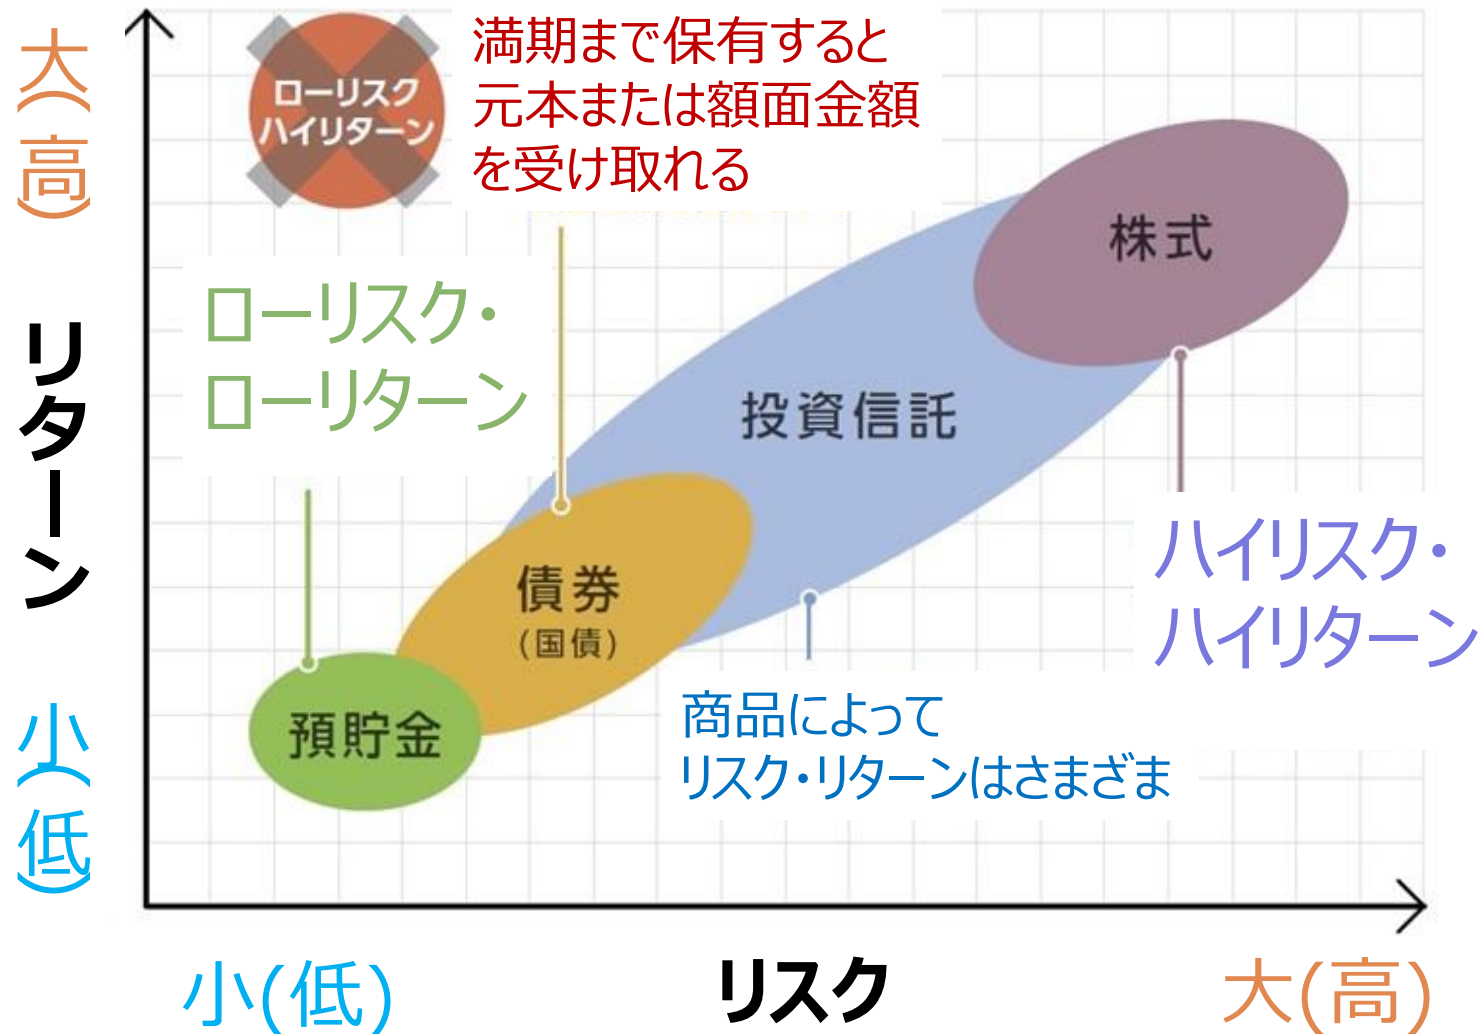 大(高)
リターン
小(低)
ローリスク
ハイリターン
満期まで保有すると
元本または額面金額
を受け取れる
ローリスク・
ローリターン
株式
投資信託
債券
(国債)
預貯金
ハイリスク・
ハイリターン
商品によって
リスク・リターンはさまざま
小(低)
リスク
大(高)